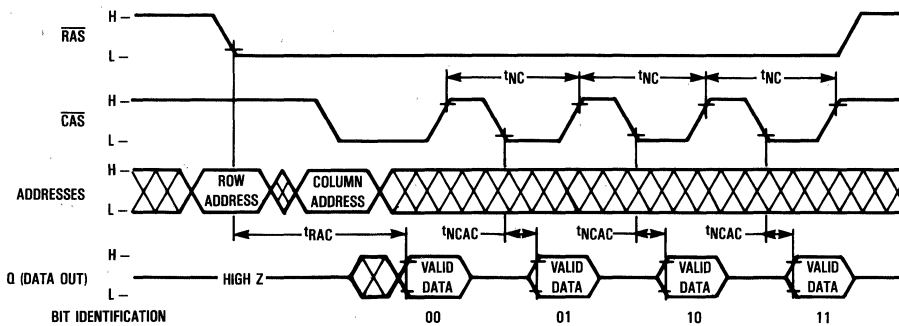 H –
RAS
L –
tNC tNC tNC
H –
CAS
L –
H –
ADDRESSES
L –
ROW ADDRESS
COLUMN ADDRESS
tRAC tNCAC tNCAC tNCAC
H –
Q (DATA OUT)
L –
HIGH Z
VALID DATA
VALID DATA
VALID DATA
VALID DATA
BIT IDENTIFICATION 00 01 10 11